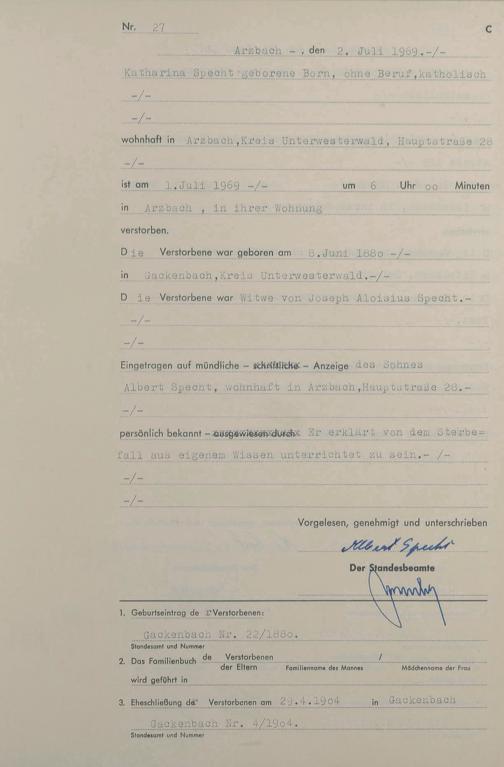 Nr. 27 C
Arzbach -, den 2. Juli 1969.-/-
Katharina Specht geborene Born, ohne Beruf, katholisch
-/-
-/-
wohnhaft in Arzbach,Kreis Unterwesterwald, Hauptstraße 28
-/-
ist am 1.Juli 1969 -/- um 6 Uhr oo Minuten
in Arzbach , in ihrer Wohnung
verstorben.
Die Verstorbene war geboren am 8.Juni 188o -/-
in Gackenbach,Kreis Unterwesterwald.-/-
Die Verstorbene war Witwe von Joseph Aloisius Specht.-
-/-
-/-
Eingetragen auf mündliche – schriftliche – Anzeige des Sohnes
Albert Specht, wohnhaft in Arzbach,Hauptstraße 28.-
-/-
persönlich bekannt – ausgewiesen durch Er erklärt von dem Sterbe=
fall aus eigenem Wissen unterrichtet zu sein.- /-
-/-
-/-
Vorgelesen, genehmigt und unterschrieben
Albert Specht
Der Standesbeamte
1. Geburtseintrag de r Verstorbenen:
Gackenbach Nr. 22/188o.
Standesamt und Nummer
2. Das Familienbuch de Verstorbenen /
der Eltern Familienname des Mannes Mädchenname der Frau
wird geführt in
3. Eheschließung der Verstorbenen am 29.4.19o4 in Gackenbach
Gackenbach Nr. 4/19o4.
Standesamt und Nummer